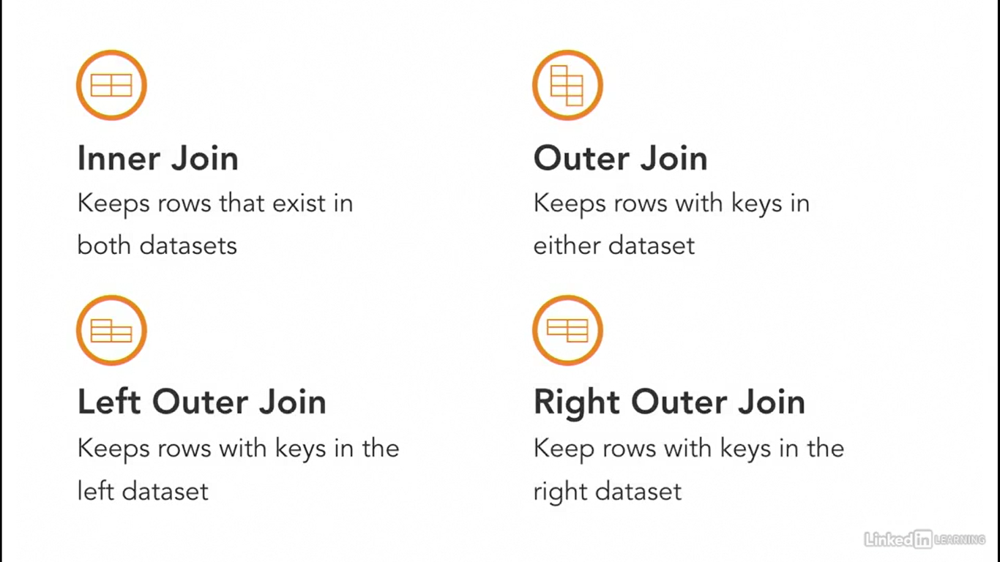 Inner Join
Keeps rows that exist in
both datasets
Outer Join
Keeps rows with keys in
either dataset
Left Outer Join
Keeps rows with keys in the
left dataset
Right Outer Join
Keep rows with keys in the
right dataset
Linked in LEARNING